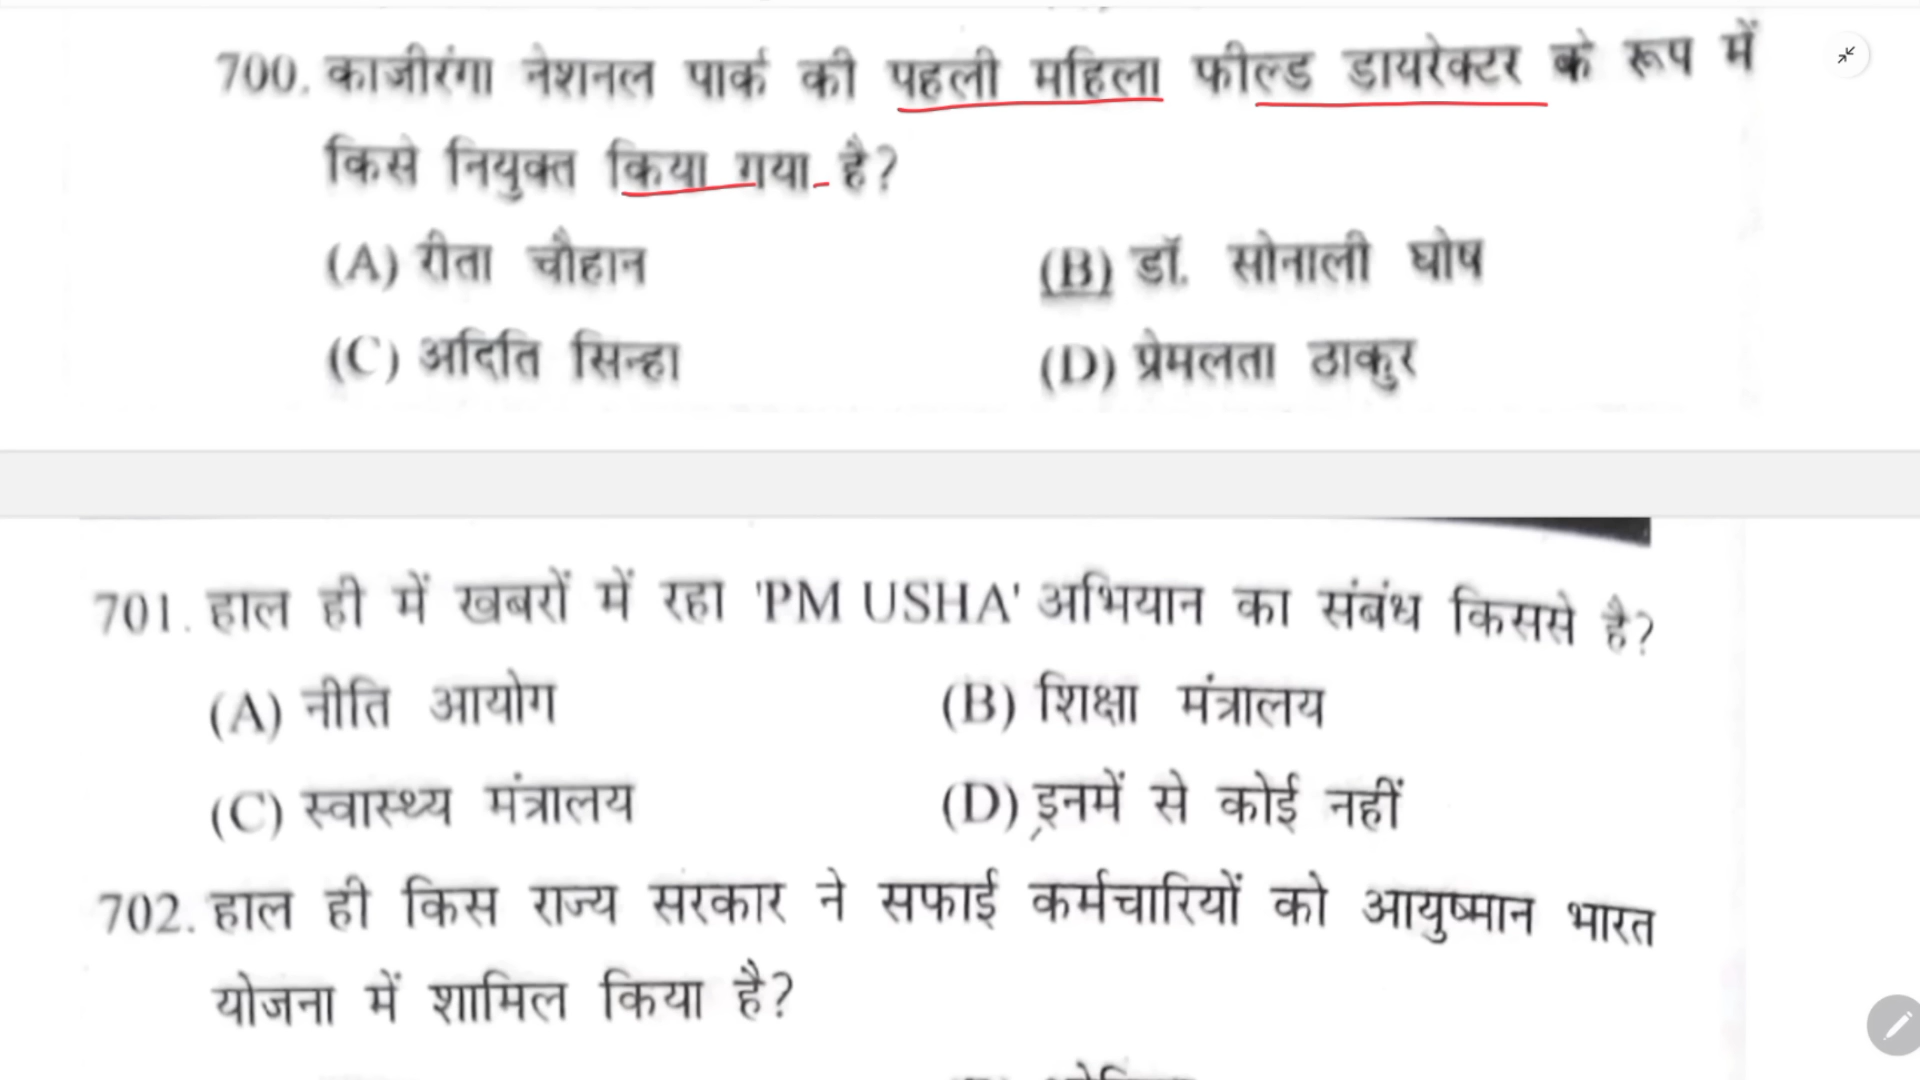 700. काजीरंगा नेशनल पार्क की पहली महिला फील्ड डायरेक्टर के रूप में
किसे नियुक्त किया गया है?
(A) रीता चौहान (B) डॉ. सोनाली घोष
(C) अदिति सिन्हा (D) प्रेमलता ठाकुर
701. हाल ही में खबरों में रहा 'PM USHA' अभियान का संबंध किससे है?
(A) नीति आयोग (B) शिक्षा मंत्रालय
(C) स्वास्थ्य मंत्रालय (D) इनमें से कोई नहीं
702. हाल ही किस राज्य सरकार ने सफाई कर्मचारियों को आयुष्मान भारत
योजना में शामिल किया है?